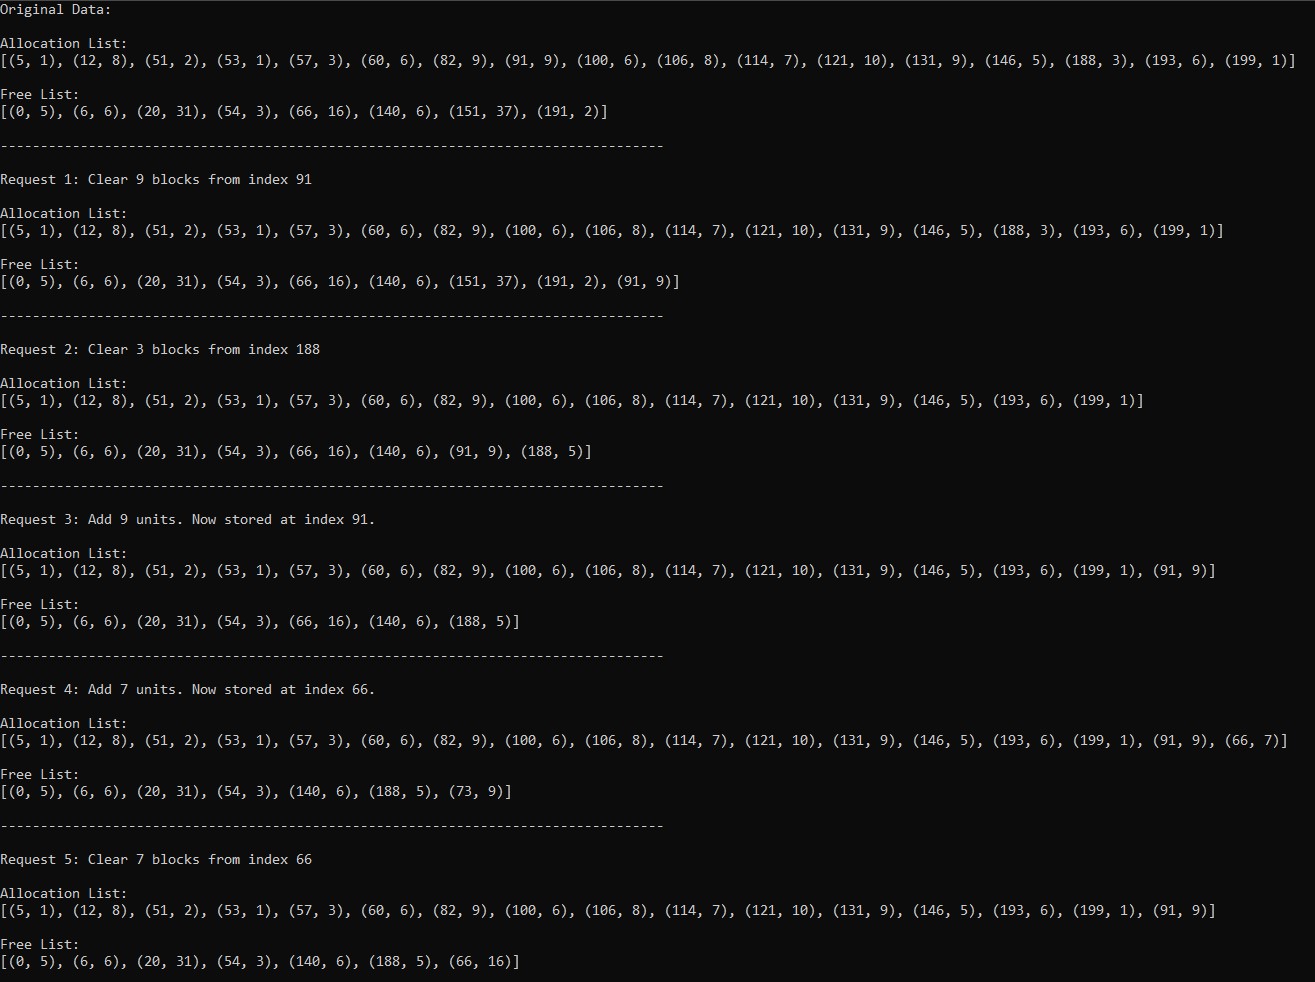 Original Data:
Allocation List:
[(5, 1), (12, 8), (51, 2), (53, 1), (57, 3), (60, 6), (82, 9), (91, 9), (100, 6), (106, 8), (114, 7), (121, 10), (131, 9), (146, 5), (188, 3), (193, 6), (199, 1)]
Free List:
[(0, 5), (6, 6), (20, 31), (54, 3), (66, 16), (140, 6), (151, 37), (191, 2)]
-----------------------------------------------------------------------------------
Request 1: Clear 9 blocks from index 91
Allocation List:
[(5, 1), (12, 8), (51, 2), (53, 1), (57, 3), (60, 6), (82, 9), (100, 6), (106, 8), (114, 7), (121, 10), (131, 9), (146, 5), (188, 3), (193, 6), (199, 1)]
Free List:
[(0, 5), (6, 6), (20, 31), (54, 3), (66, 16), (140, 6), (151, 37), (191, 2), (91, 9)]
-----------------------------------------------------------------------------------
Request 2: Clear 3 blocks from index 188
Allocation List:
[(5, 1), (12, 8), (51, 2), (53, 1), (57, 3), (60, 6), (82, 9), (100, 6), (106, 8), (114, 7), (121, 10), (131, 9), (146, 5), (193, 6), (199, 1)]
Free List:
[(0, 5), (6, 6), (20, 31), (54, 3), (66, 16), (140, 6), (91, 9), (188, 5)]
-----------------------------------------------------------------------------------
Request 3: Add 9 units. Now stored at index 91.
Allocation List:
[(5, 1), (12, 8), (51, 2), (53, 1), (57, 3), (60, 6), (82, 9), (100, 6), (106, 8), (114, 7), (121, 10), (131, 9), (146, 5), (193, 6), (199, 1), (91, 9)]
Free List:
[(0, 5), (6, 6), (20, 31), (54, 3), (66, 16), (140, 6), (188, 5)]
-----------------------------------------------------------------------------------
Request 4: Add 7 units. Now stored at index 66.
Allocation List:
[(5, 1), (12, 8), (51, 2), (53, 1), (57, 3), (60, 6), (82, 9), (100, 6), (106, 8), (114, 7), (121, 10), (131, 9), (146, 5), (193, 6), (199, 1), (91, 9), (66, 7)]
Free List:
[(0, 5), (6, 6), (20, 31), (54, 3), (140, 6), (188, 5), (73, 9)]
-----------------------------------------------------------------------------------
Request 5: Clear 7 blocks from index 66
Allocation List:
[(5, 1), (12, 8), (51, 2), (53, 1), (57, 3), (60, 6), (82, 9), (100, 6), (106, 8), (114, 7), (121, 10), (131, 9), (146, 5), (193, 6), (199, 1), (91, 9)]
Free List:
[(0, 5), (6, 6), (20, 31), (54, 3), (140, 6), (188, 5), (66, 16)]